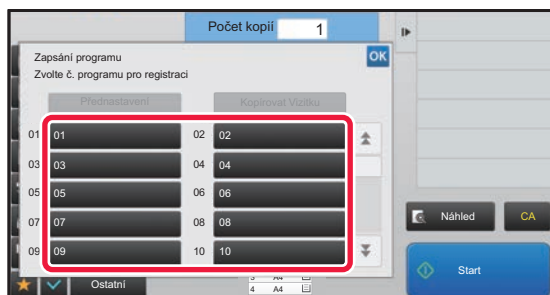 Počet kopií 1
Zapsání programu
OK
Zvolte č. programu pro registraci
Přednastavení Kopírovat Vizitku
01 01 02 02
03 03 04 04
05 05 06 06
07 07 08 08
09 09 10 10
Náhled CA
Ostatní
3 A4
4 A4
Start